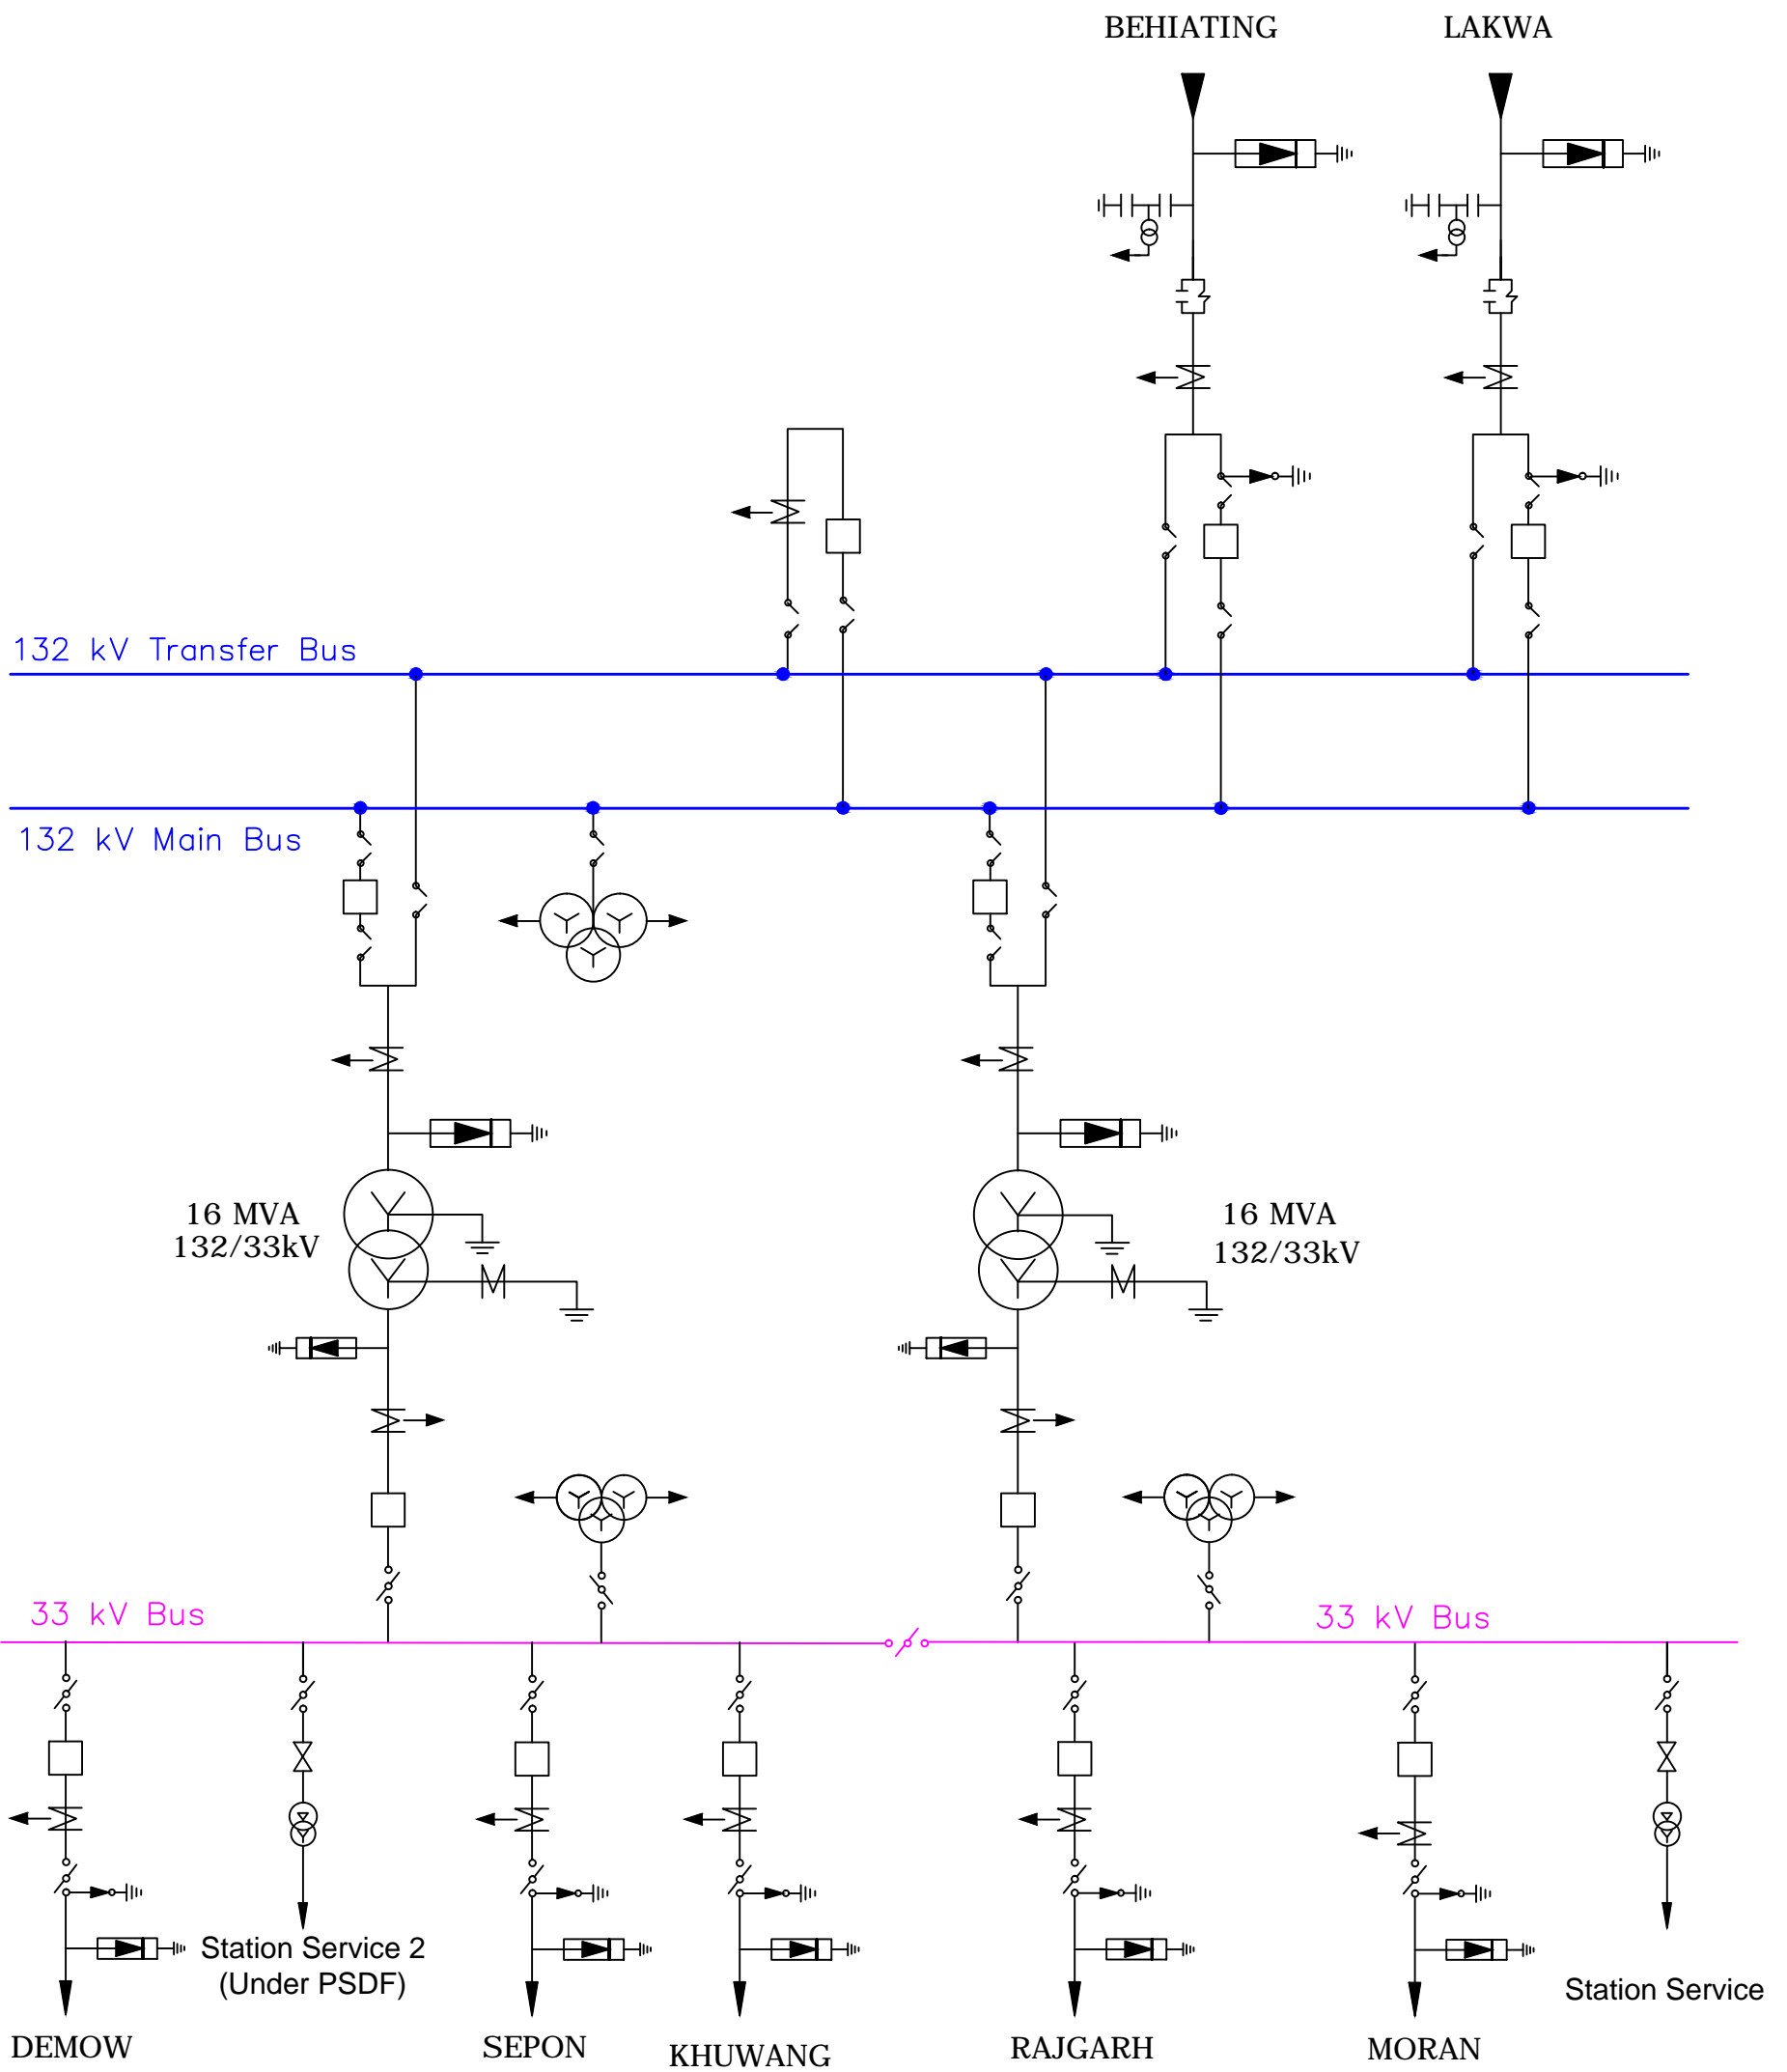 BEHIATING
LAKWA
132 kV Transfer Bus
132 kV Main Bus
16 MVA
132/33kV
16 MVA
132/33kV
33 kV Bus
33 kV Bus
Station Service 2
(Under PSDF)
Station Service
DEMOW
SEPON
KHUWANG
RAJGARH
MORAN